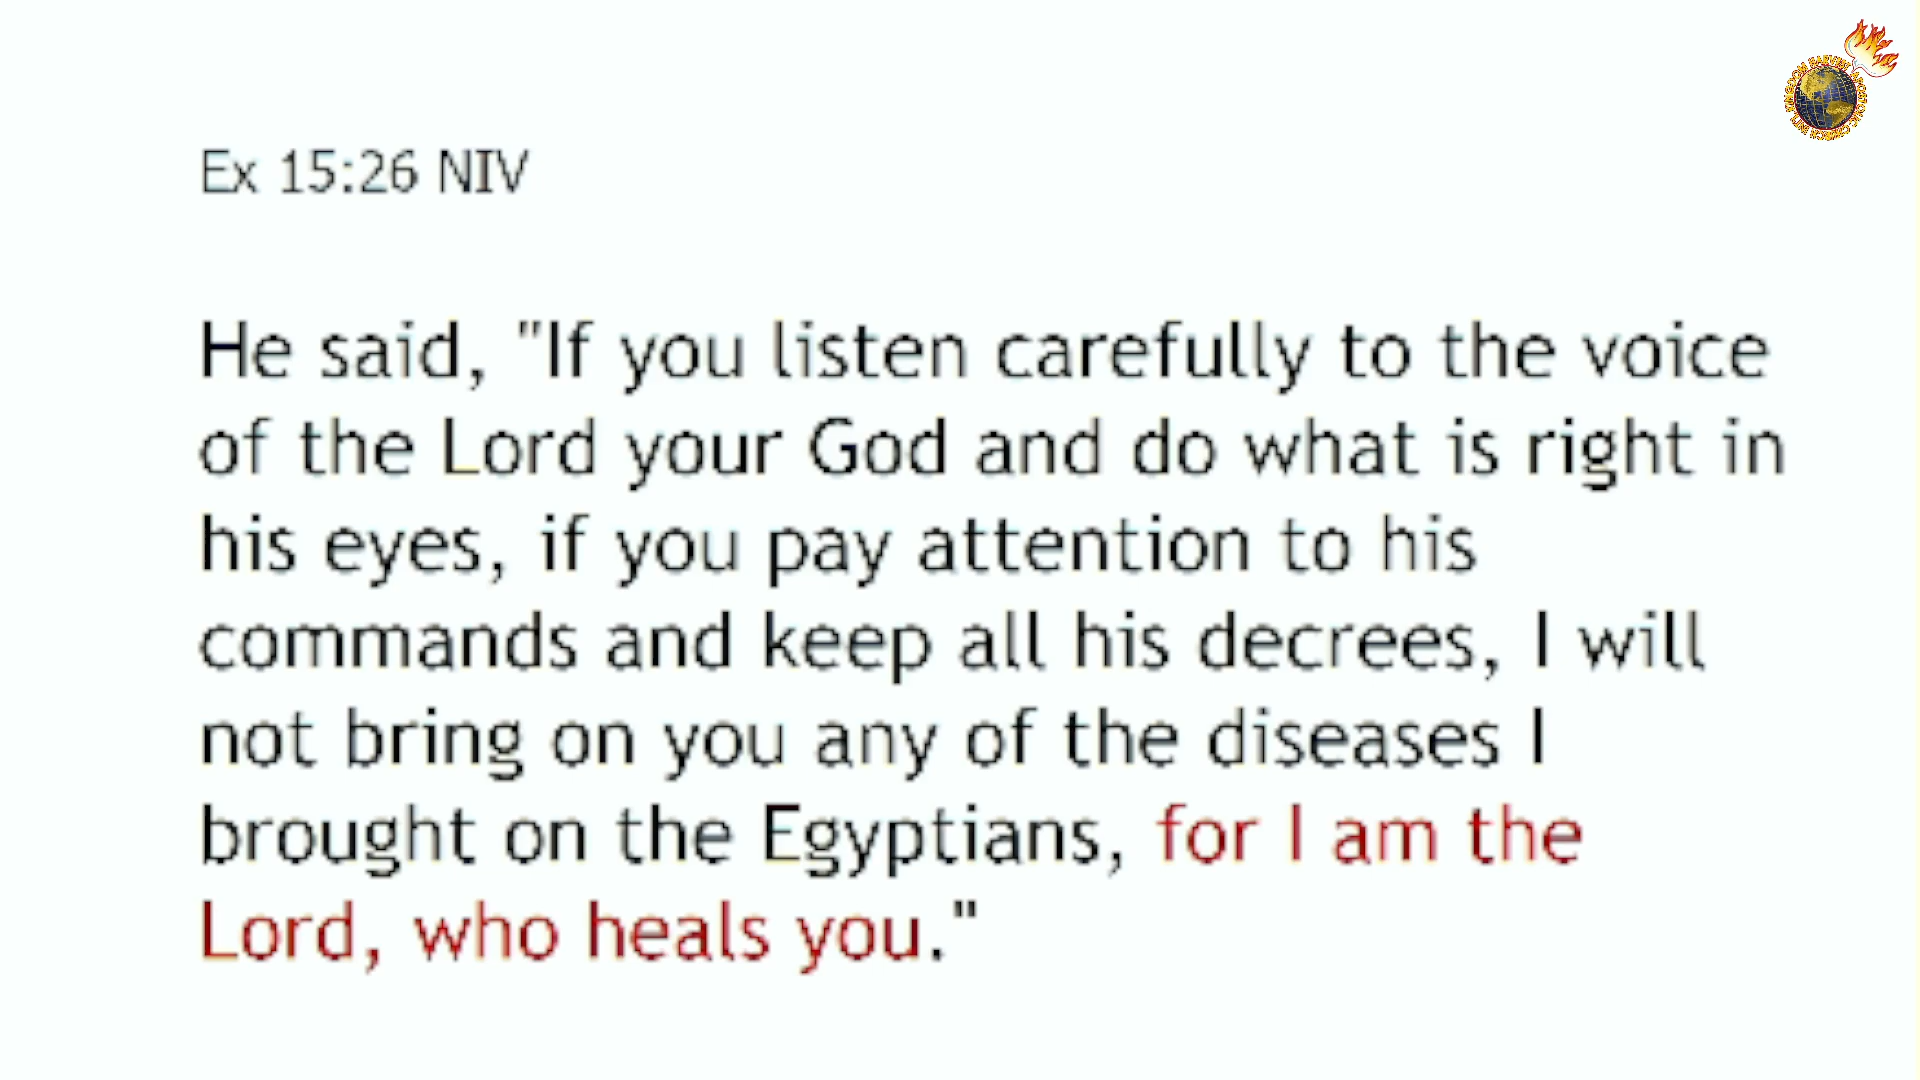 Ex 15:26 NIV
He said, "If you listen carefully to the voice
of the Lord your God and do what is right in
his eyes, if you pay attention to his
commands and keep all his decrees, I will
not bring on you any of the diseases I
brought on the Egyptians, for I am the
Lord, who heals you."